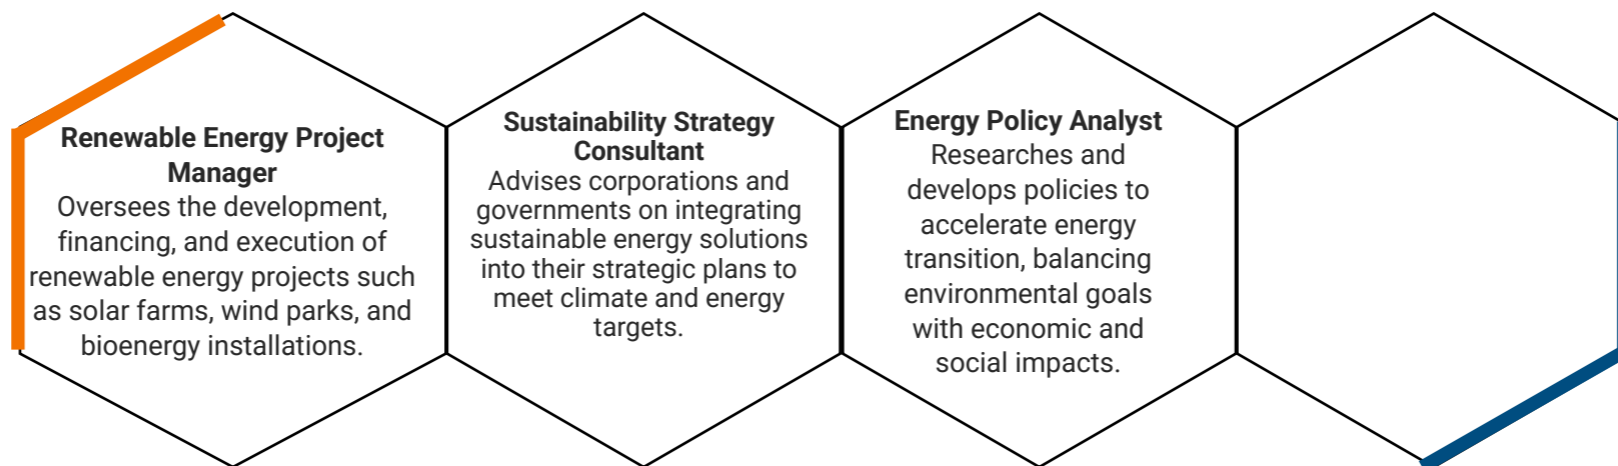 Renewable Energy Project
Manager
Oversees the development,
financing, and execution of
renewable energy projects such
as solar farms, wind parks, and
bioenergy installations.
Sustainability Strategy
Consultant
Advises corporations and
governments on integrating
sustainable energy solutions
into their strategic plans to
meet climate and energy
targets.
Energy Policy Analyst
Researches and
develops policies to
accelerate energy
transition, balancing
environmental goals
with economic and
social impacts.